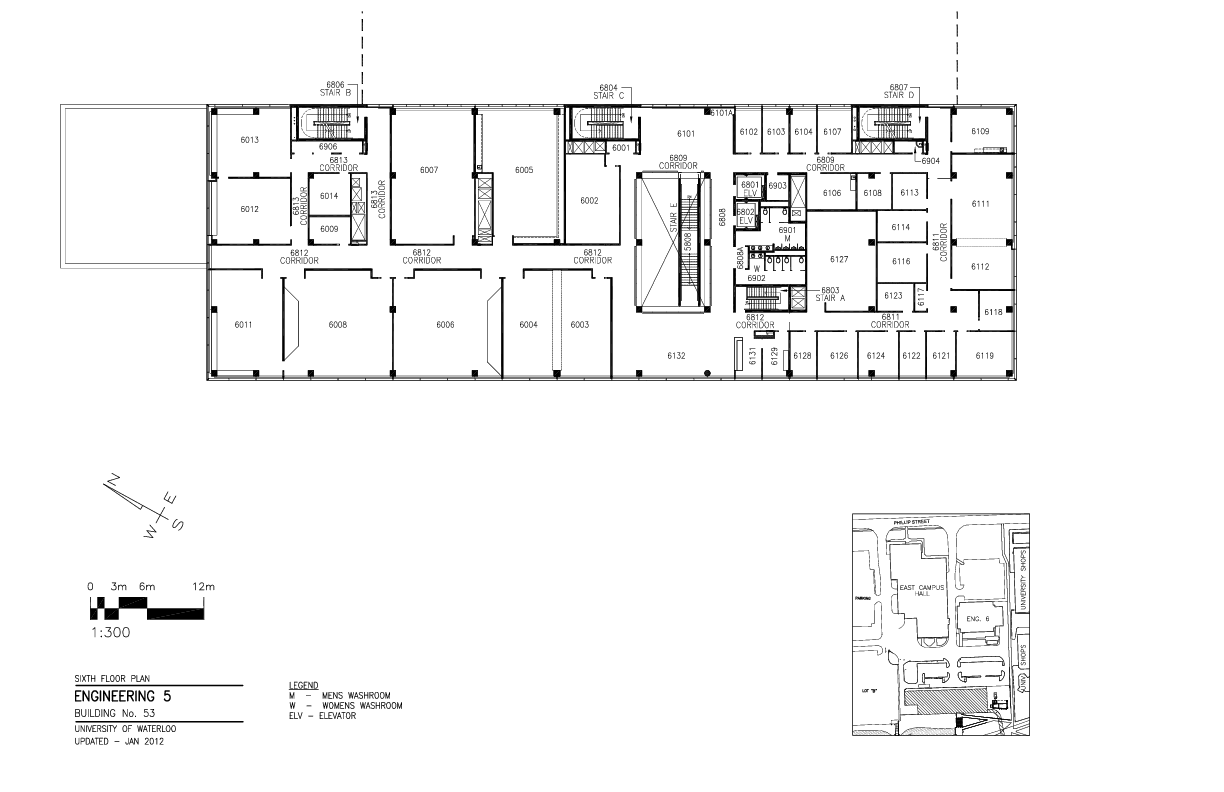 6806
STAIR B
6804
STAIR C
6807
STAIR D
6101A
6013
6906
6813
CORRIDOR
6007
6005
6001
6101
6102
6103
6104
6107
6904
6109
6809
CORRIDOR
6809
CORRIDOR
6014
6813
CORRIDOR
6813
CORRIDOR
6012
6009
6002
STAIR E
5808
6808
6801
ELV
6903
6802
ELV
6901
M
6106
6108
6113
6114
6111
6811
CORRIDOR
6812
CORRIDOR
6812
CORRIDOR
6812
CORRIDOR
6808A
W
6902
6127
6116
6112
6803
STAIR A
6123
6117
6118
6011
6008
6006
6004
6003
6132
6812
CORRIDOR
6811
CORRIDOR
6131
6129
6128
6126
6124
6122
6121
6119
N
E
W
S
0 3m 6m 12m
1:300
SIXTH FLOOR PLAN
ENGINEERING 5
BUILDING No. 53
UNIVERSITY OF WATERLOO
UPDATED – JAN 2012
LEGEND
M – MENS WASHROOM
W – WOMENS WASHROOM
ELV – ELEVATOR
PHILLIP STREET
EAST CAMPUS
HALL
PARKING
ENG. 6
UNIVERSITY SHOPS
SHOPS
LOT "B"